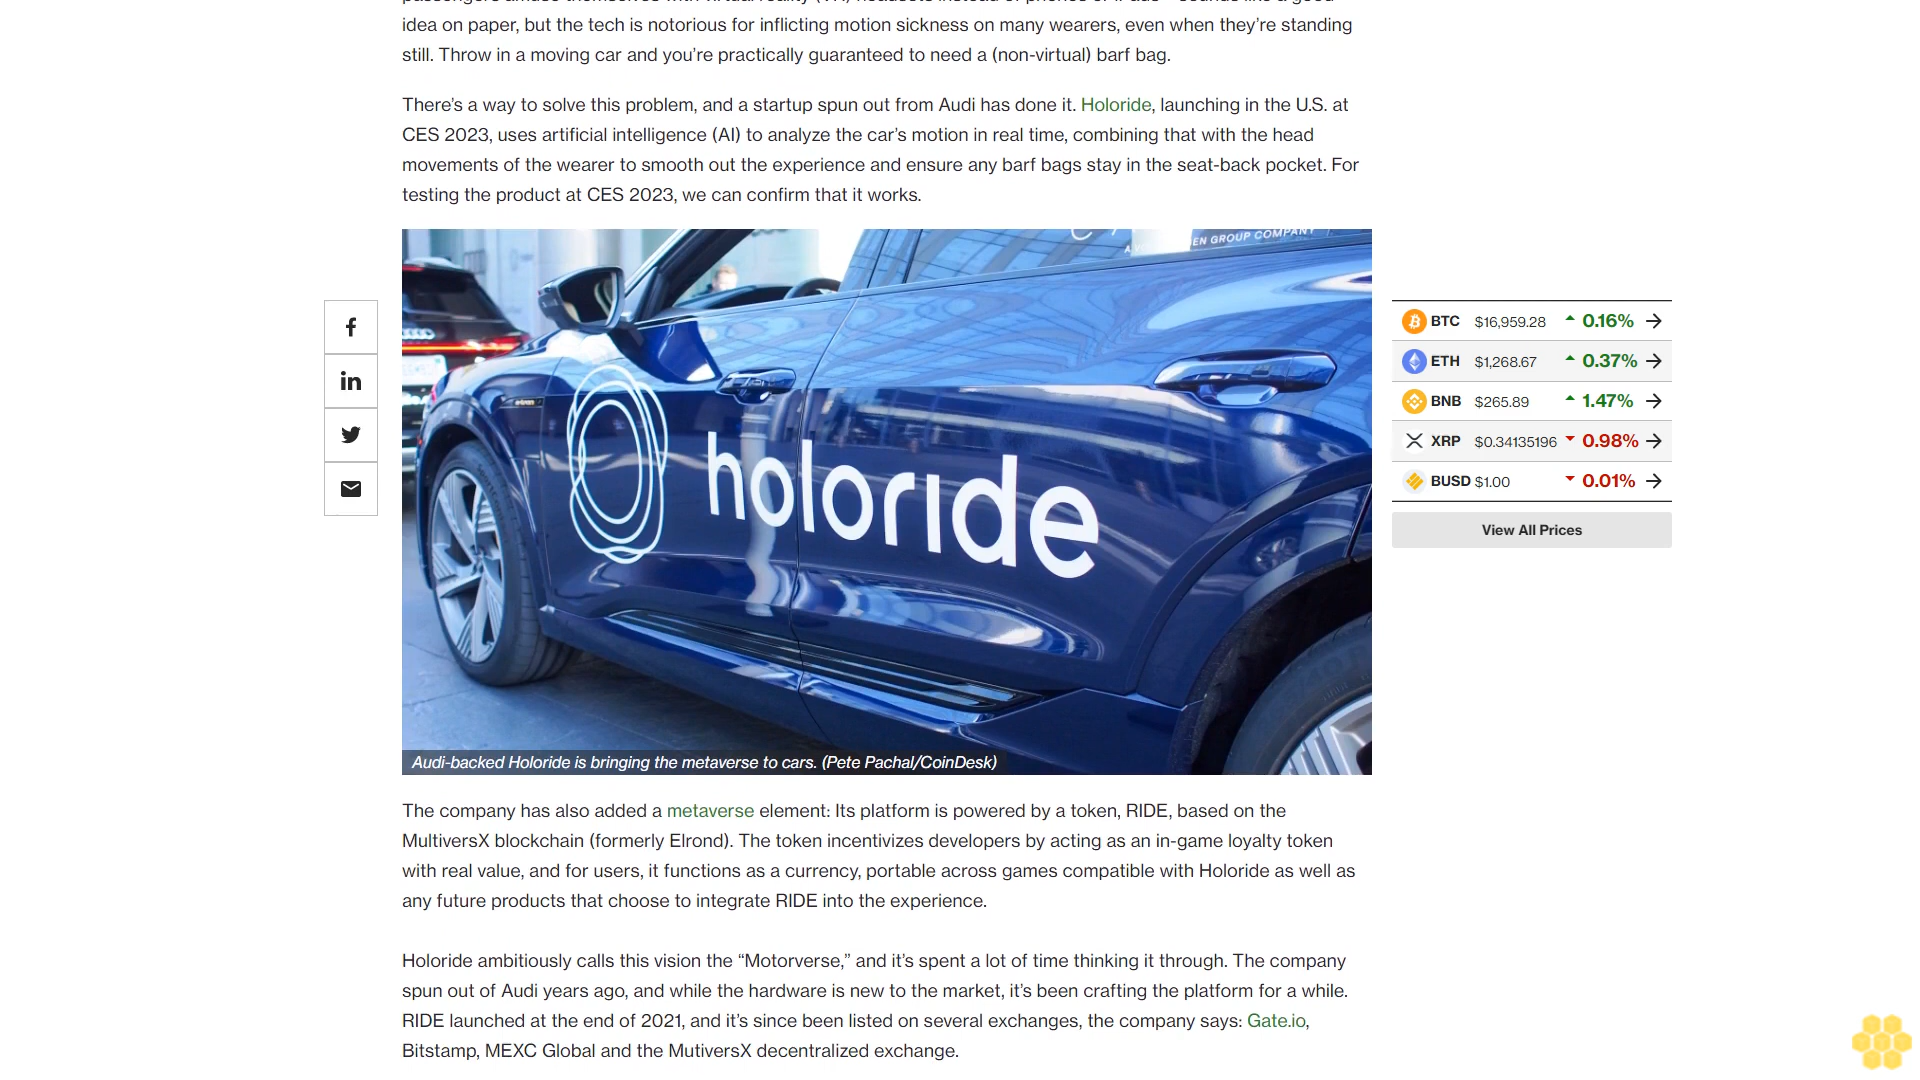 idea on paper, but the tech is notorious for inflicting motion sickness on many wearers, even when they're standing
still. Throw in a moving car and you're practically guaranteed to need a (non-virtual) barf bag.
There's a way to solve this problem, and a startup spun out from Audi has done it. Holoride, launching in the U.S. at
CES 2023, uses artificial intelligence (AI) to analyze the car's motion in real time, combining that with the head
movements of the wearer to smooth out the experience and ensure any barf bags stay in the seat-back pocket. For
testing the product at CES 2023, we can confirm that it works.
EN GROUP COMPANY
e-tron
holoride
Audi-backed Holoride is bringing the metaverse to cars. (Pete Pachal/CoinDesk)
The company has also added a metaverse element: Its platform is powered by a token, RIDE, based on the
MultiversX blockchain (formerly Elrond). The token incentivizes developers by acting as an in-game loyalty token
with real value, and for users, it functions as a currency, portable across games compatible with Holoride as well as
any future products that choose to integrate RIDE into the experience.
Holoride ambitiously calls this vision the “Motorverse,” and it's spent a lot of time thinking it through. The company
spun out of Audi years ago, and while the hardware is new to the market, it's been crafting the platform for a while.
RIDE launched at the end of 2021, and it's since been listed on several exchanges, the company says: Gate.io,
Bitstamp, MEXC Global and the MutiversX decentralized exchange.
BTC $16,959.28 0.16%
ETH $1,268.67 0.37%
BNB $265.89 1.47%
XRP $0.34135196 0.98%
BUSD $1.00 0.01%
View All Prices